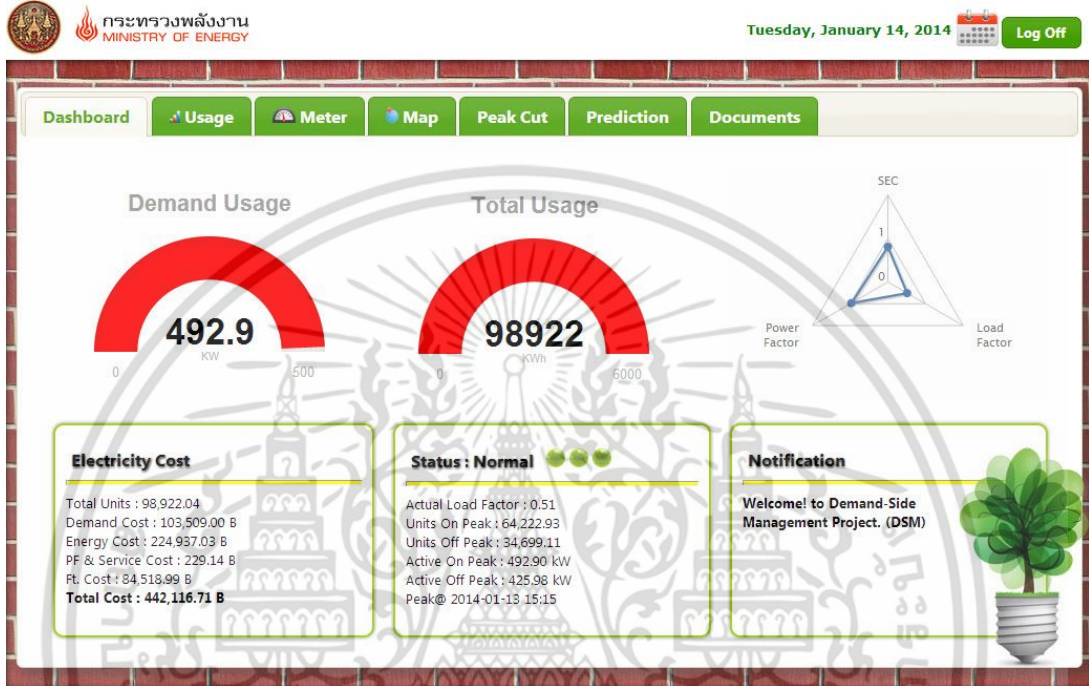 กระทรวงพลังงาน
MINISTRY OF ENERGY
Tuesday, January 14, 2014
Log Off
Dashboard
Usage
Meter
Map
Peak Cut
Prediction
Documents
Demand Usage
492.9
KW
0
500
Total Usage
98922
KWh
0
6000
SEC
1
0
Power
Factor
Load
Factor
Electricity Cost
Total Units : 98,922.04
Demand Cost : 103,509.00 B
Energy Cost : 224,937.03 B
PF & Service Cost : 229.14 B
Ft. Cost : 84,518.99 B
Total Cost : 442,116.71 B
Status : Normal
Actual Load Factor : 0.51
Units On Peak : 64,222.93
Units Off Peak : 34,699.11
Active On Peak : 492.90 kW
Active Off Peak : 425.98 kW
Peak@ 2014-01-13 15:15
Notification
Welcome! to Demand-Side
Management Project. (DSM)